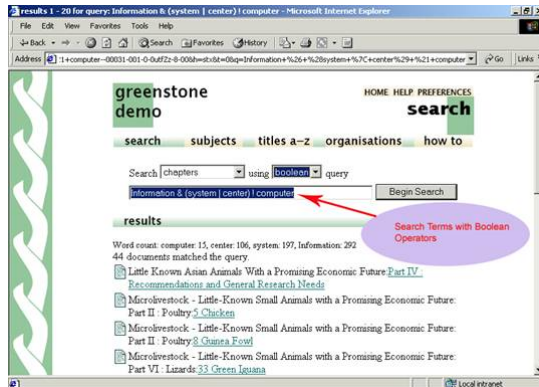 results 1 - 20 for query: Information & (system | center) ! computer - Microsoft Internet Explorer
File Edit View Favorites Tools Help
Back Search Favorites History
Address :1+computer--00031-001-0-0utfZz-8-00&h=stx&t=0&q=Information+%26+%28system+%7C+center%29+%21+computer Go Links
greenstone
demo
HOME HELP PREFERENCES
search
search subjects titles a–z organisations how to
Search chapters using boolean query
Information & (system | center) ! computer Begin Search
results
Search Terms with Boolean
Operators
Word count: computer: 15, center: 106, system: 197, Information: 292
44 documents matched the query.
Little Known Asian Animals With a Promising Economic Future:Part IV :
Recommendations and General Research Needs
Microlivestock - Little-Known Small Animals with a Promising Economic Future:
Part II : Poultry:5 Chicken
Microlivestock - Little-Known Small Animals with a Promising Economic Future:
Part II : Poultry:8 Guinea Fowl
Microlivestock - Little-Known Small Animals with a Promising Economic Future:
Part VI : Lizards:33 Green Iguana
Local intranet